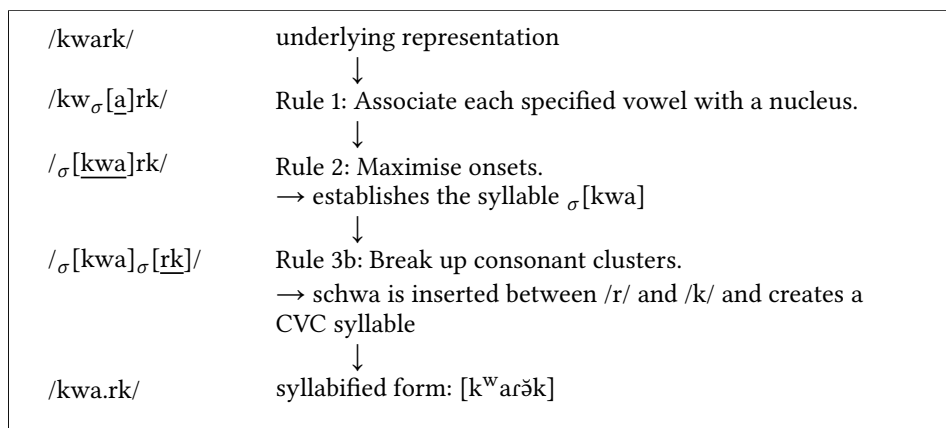 /kwark/ underlying representation
↓
/kw σ[a]rk/ Rule 1: Associate each specified vowel with a nucleus.
↓
/σ[kwa]rk/ Rule 2: Maximise onsets.
→ establishes the syllable σ[kwa]
↓
/σ[kwa]σ[rk]/ Rule 3b: Break up consonant clusters.
→ schwa is inserted between /r/ and /k/ and creates a
CVC syllable
↓
/kwa.rk/ syllabified form: [kʷaɾə̆k]